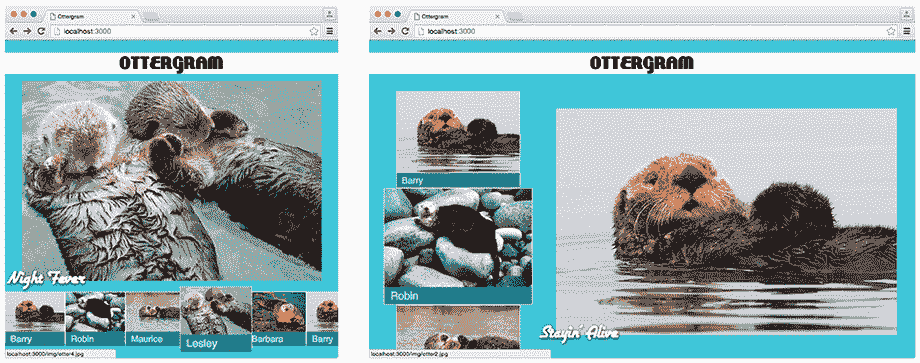 Ottergram
localhost:3000
OTTERGRAM
Night Fever
Barry
Robin
Maurice
Lesley
Barbara
Barry
localhost:3000/img/otter4.jpg
Ottergram
localhost:3000
OTTERGRAM
Barry
Robin
Stayin' Alive
localhost:3000/img/otter2.jpg